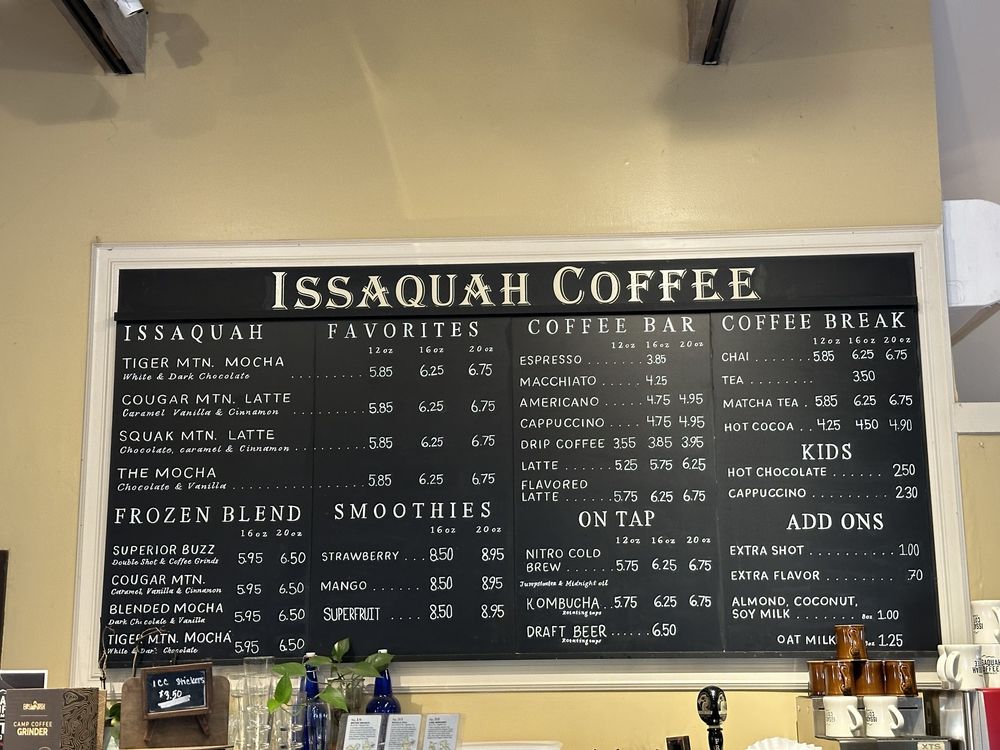 ISSAQUAH COFFEE
ISSAQUAH FAVORITES
12oz 16oz 20oz
TIGER MTN. MOCHA 5.85 6.25 6.75
White & Dark Chocolate
COUGAR MTN. LATTE
Caramel Vanilla & Cinnamon 5.85 6.25 6.75
SQUAK MTN. LATTE
Chocolate, caramel & Cinnamon 5.85 6.25 6.75
THE MOCHA
Chocolate & Vanilla 5.85 6.25 6.75
FROZEN BLEND
16oz 20oz
SUPERIOR BUZZ 5.95 6.50
Double Shot & Coffee Grinds
COUGAR MTN.
Caramel, Vanilla & Cinnamon 5.95 6.50
BLENDED MOCHA
Dark Chocolate & Vanilla 5.95 6.50
TIGER MTN. MOCHA
White & Dark Chocolate 5.95 6.50
SMOOTHIES
16oz 20oz
STRAWBERRY ... 8.50 8.95
MANGO ...... 8.50 8.95
SUPERFRUIT .... 8.50 8.95
COFFEE BAR
12oz 16oz 20oz
ESPRESSO ........ 3.85
MACCHIATO ..... 4.25
AMERICANO ..... 4.75 4.95
CAPPUCCINO .... 4.75 4.95
DRIP COFFEE 3.55 3.85 3.95
LATTE ....... 5.25 5.75 6.25
FLAVORED
LATTE ....... 5.75 6.25 6.75
ON TAP
12oz 16oz 20oz
NITRO COLD
BREW ....... 5.75 6.25 6.75
Jumpstarter & Midnight oil
KOMBUCHA .. 5.75 6.25 6.75
Rotating taps
DRAFT BEER ...... 6.50
Rotating taps
COFFEE BREAK
12oz 16oz 20oz
CHAI ........ 5.85 6.25 6.75
TEA ........ 3.50
MATCHA TEA . 5.85 6.25 6.75
HOT COCOA .. 4.25 4.50 4.90
KIDS
HOT CHOCOLATE ....... 2.50
CAPPUCCINO .......... 2.30
ADD ONS
EXTRA SHOT ........... 1.00
EXTRA FLAVOR ......... .70
ALMOND, COCONUT,
SOY MILK ......... 8oz 1.00
OAT MILK 8oz 1.25
ICC Stickers
$3.50
CAMP COFFEE
GRINDER
XTS